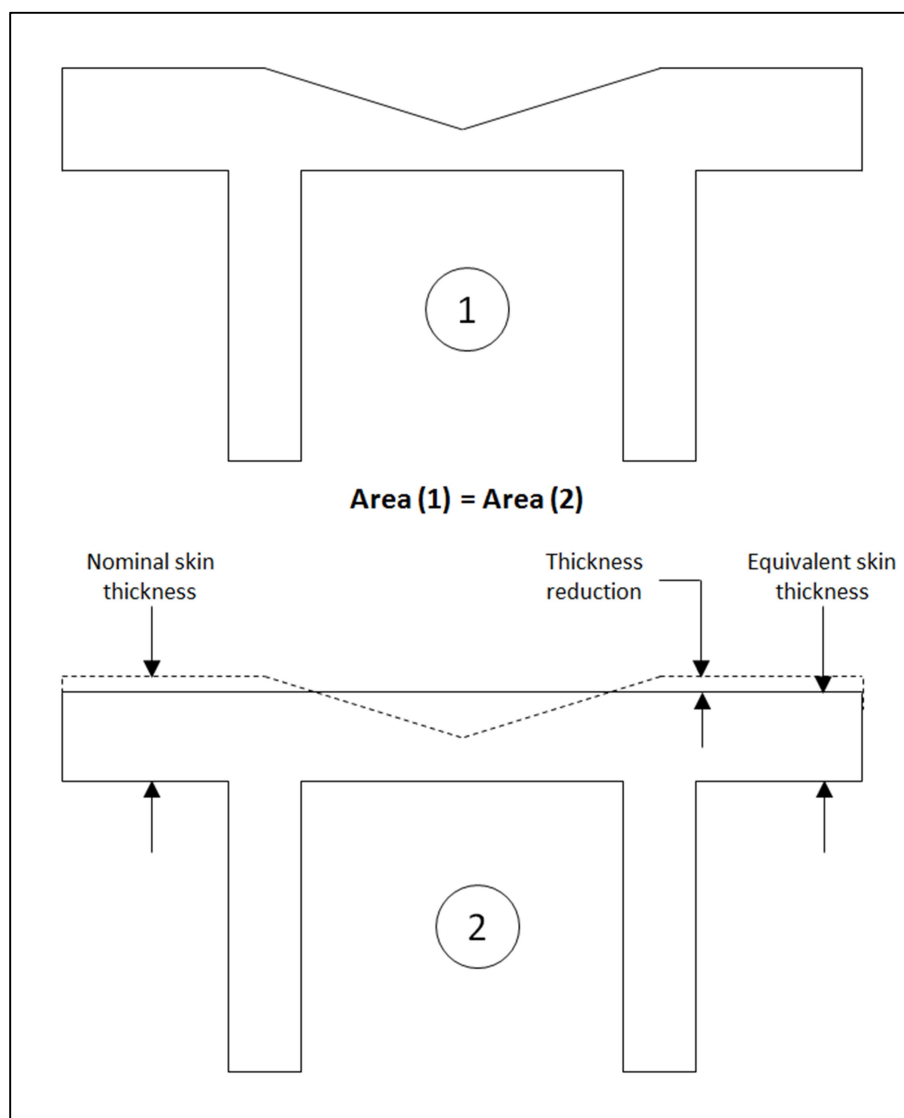 1
Area (1) = Area (2)
Nominal skin
thickness
Thickness
reduction
Equivalent skin
thickness
2